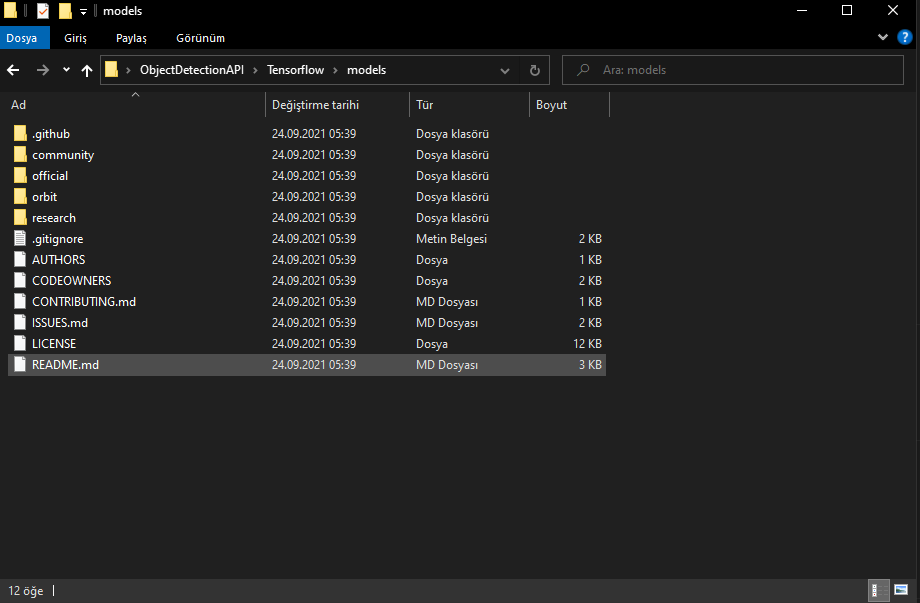 models
Dosya Giriş Paylaş Görünüm
ObjectDetectionAPI Tensorflow models Ara: models
Ad Değiştirme tarihi Tür Boyut
.github 24.09.2021 05:39 Dosya klasörü
community 24.09.2021 05:39 Dosya klasörü
official 24.09.2021 05:39 Dosya klasörü
orbit 24.09.2021 05:39 Dosya klasörü
research 24.09.2021 05:39 Dosya klasörü
.gitignore 24.09.2021 05:39 Metin Belgesi 2 KB
AUTHORS 24.09.2021 05:39 Dosya 1 KB
CODEOWNERS 24.09.2021 05:39 Dosya 2 KB
CONTRIBUTING.md 24.09.2021 05:39 MD Dosyası 1 KB
ISSUES.md 24.09.2021 05:39 MD Dosyası 2 KB
LICENSE 24.09.2021 05:39 Dosya 12 KB
README.md 24.09.2021 05:39 MD Dosyası 3 KB
12 öğe